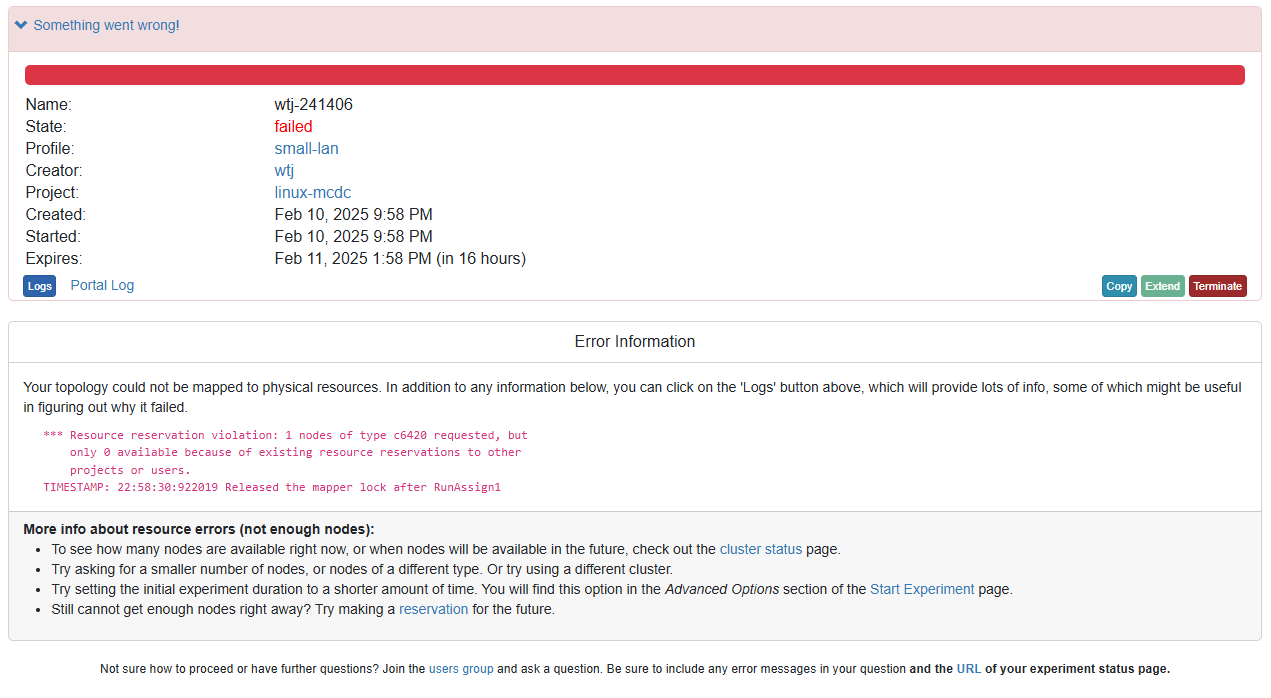 Something went wrong!
Name: wtj-241406
State: failed
Profile: small-lan
Creator: wtj
Project: linux-mcdc
Created: Feb 10, 2025 9:58 PM
Started: Feb 10, 2025 9:58 PM
Expires: Feb 11, 2025 1:58 PM (in 16 hours)
Logs Portal Log Copy Extend Terminate
Error Information
Your topology could not be mapped to physical resources. In addition to any information below, you can click on the 'Logs' button above, which will provide lots of info, some of which might be useful
in figuring out why it failed.
*** Resource reservation violation: 1 nodes of type c6420 requested, but
only 0 available because of existing resource reservations to other
projects or users.
TIMESTAMP: 22:58:30:922019 Released the mapper lock after RunAssign1
More info about resource errors (not enough nodes):
• To see how many nodes are available right now, or when nodes will be available in the future, check out the cluster status page.
• Try asking for a smaller number of nodes, or nodes of a different type. Or try using a different cluster.
• Try setting the initial experiment duration to a shorter amount of time. You will find this option in the Advanced Options section of the Start Experiment page.
• Still cannot get enough nodes right away? Try making a reservation for the future.
Not sure how to proceed or have further questions? Join the users group and ask a question. Be sure to include any error messages in your question and the URL of your experiment status page.